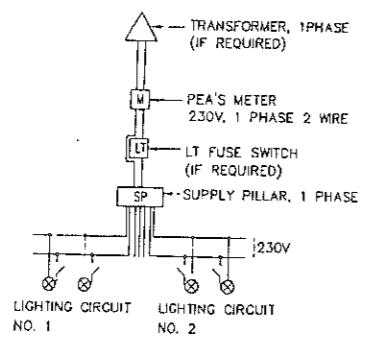 TRANSFORMER, 1PHASE
(IF REQUIRED)
M
PEA'S METER
230V, 1 PHASE 2 WIRE
LT
LT FUSE SWITCH
(IF REQUIRED)
SP
SUPPLY PILLAR, 1 PHASE
230V
LIGHTING CIRCUIT
NO. 1
LIGHTING CIRCUIT
NO. 2